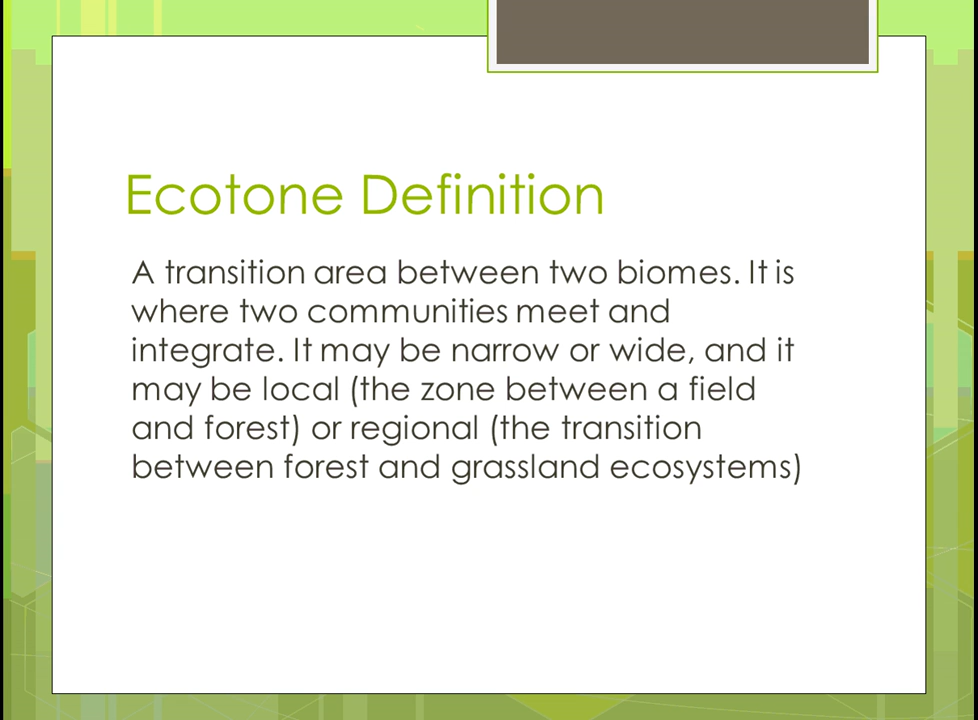 Ecotone Definition
A transition area between two biomes. It is
where two communities meet and
integrate. It may be narrow or wide, and it
may be local (the zone between a field
and forest) or regional (the transition
between forest and grassland ecosystems)